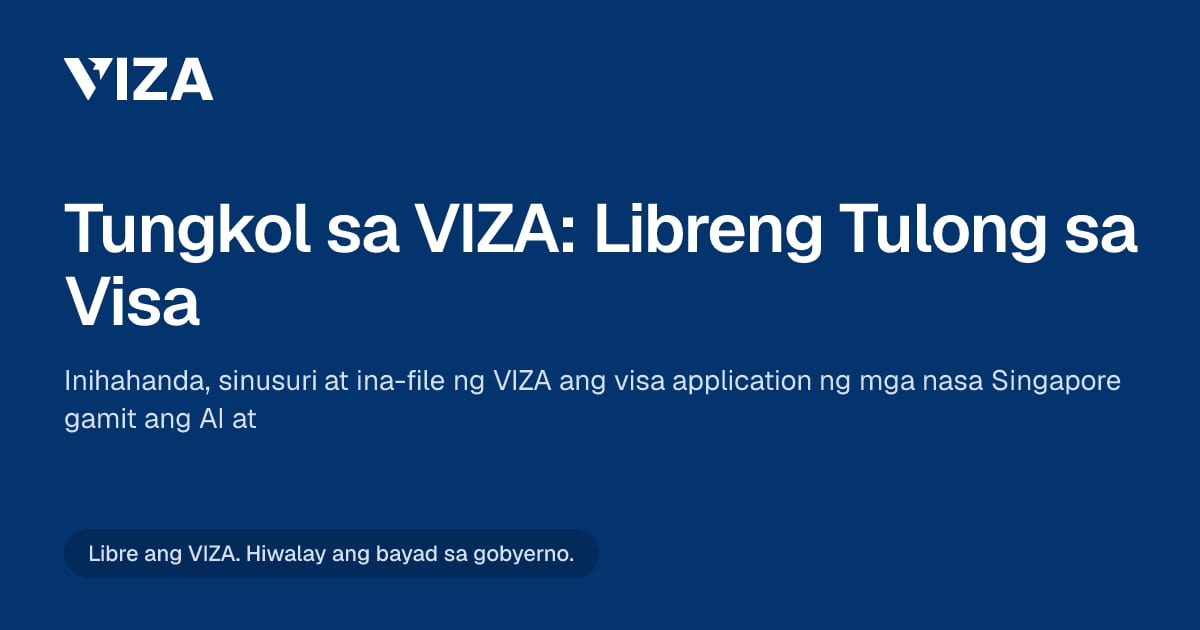 VIZA
Tungkol sa VIZA: Libreng Tulong sa
Visa
Inihahanda, sinusuri at ina-file ng VIZA ang visa application ng mga nasa Singapore
gamit ang AI at
Libre ang VIZA. Hiwalay ang bayad sa gobyerno.